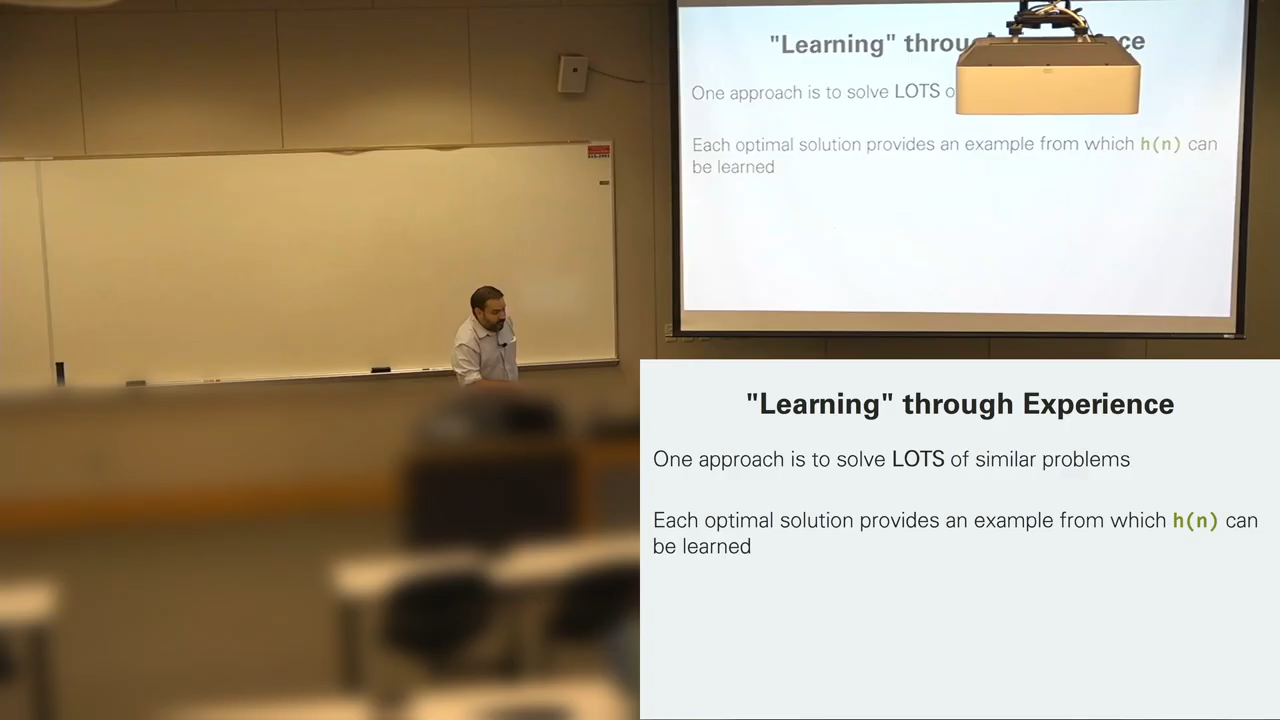 "Learning" throu ce
One approach is to solve LOTS o
Each optimal solution provides an example from which h(n) can
be learned
"Learning" through Experience
One approach is to solve LOTS of similar problems
Each optimal solution provides an example from which h(n) can
be learned